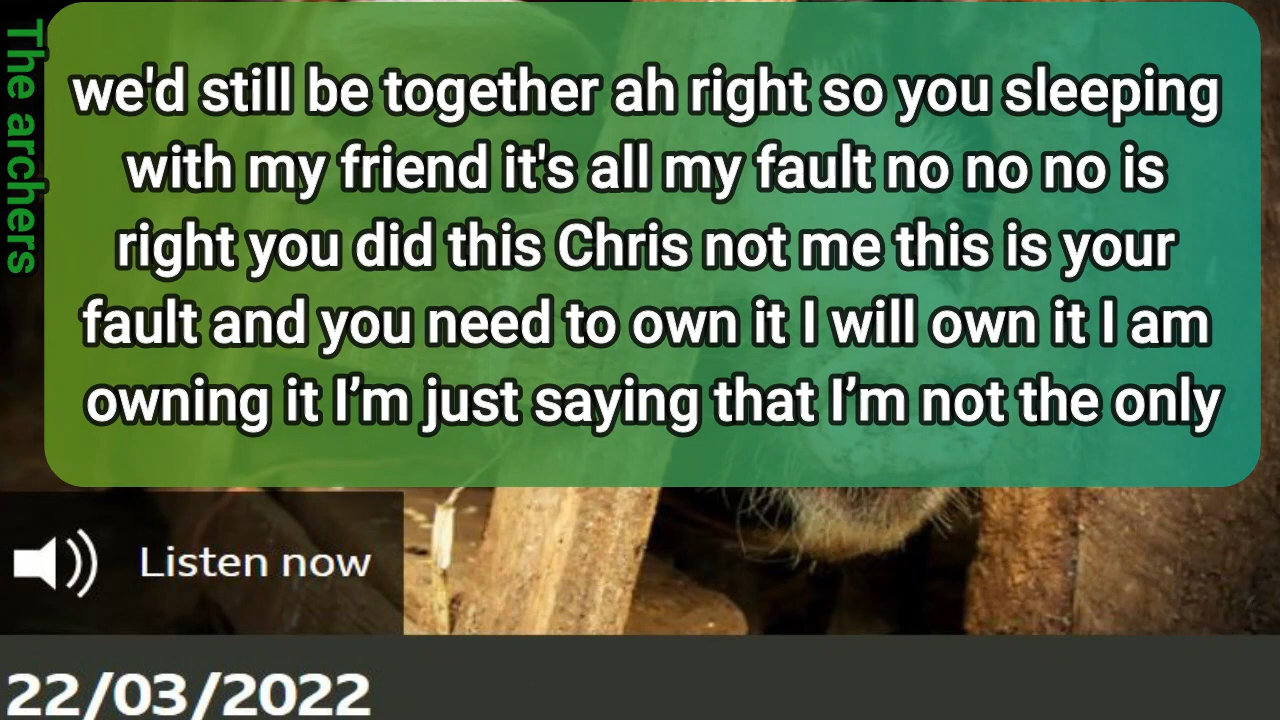 The archers
we'd still be together ah right so you sleeping
with my friend it's all my fault no no no is
right you did this Chris not me this is your
fault and you need to own it I will own it I am
owning it I’m just saying that I’m not the only
Listen now
22/03/2022